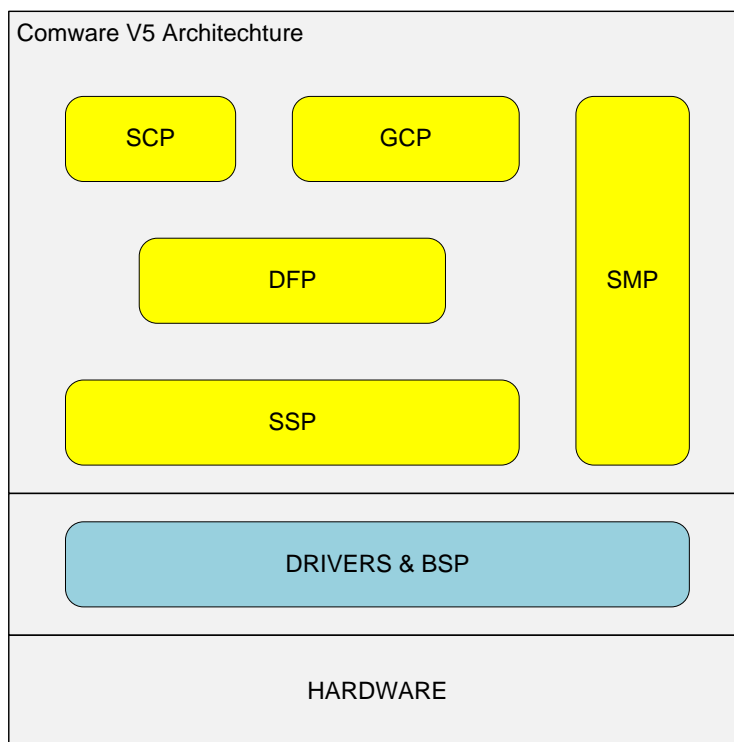 Comware V5 Architechture
SCP
GCP
DFP
SMP
SSP
DRIVERS & BSP
HARDWARE